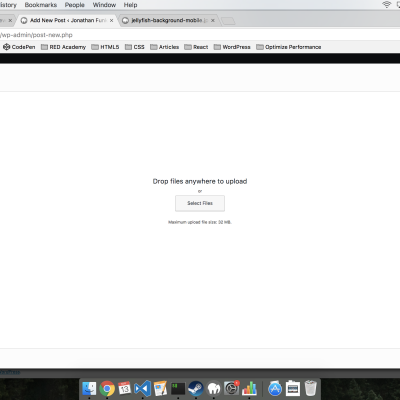 istory Bookmarks People Window Help
Add New Post ‹ Jonathan Fun
jellyfish-background-mobile.j
/wp-admin/post-new.php
CodePen RED Academy HTML5 CSS Articles React WordPress Optimize Performance
Drop files anywhere to upload
or
Select Files
Maximum upload file size: 32 MB.
13